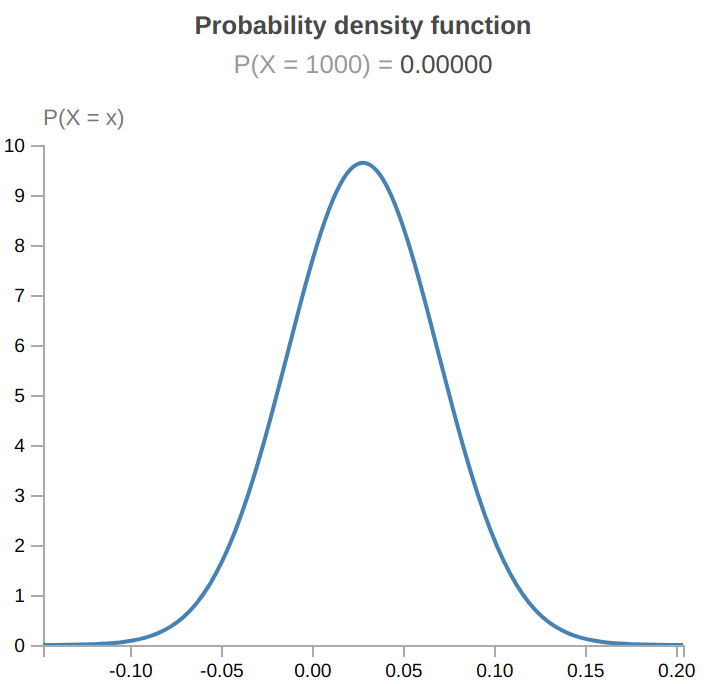 Probability density function
P(X = 1000) = 0.00000
P(X = x)
10
9
8
7
6
5
4
3
2
1
0
-0.10 -0.05 0.00 0.05 0.10 0.15 0.20